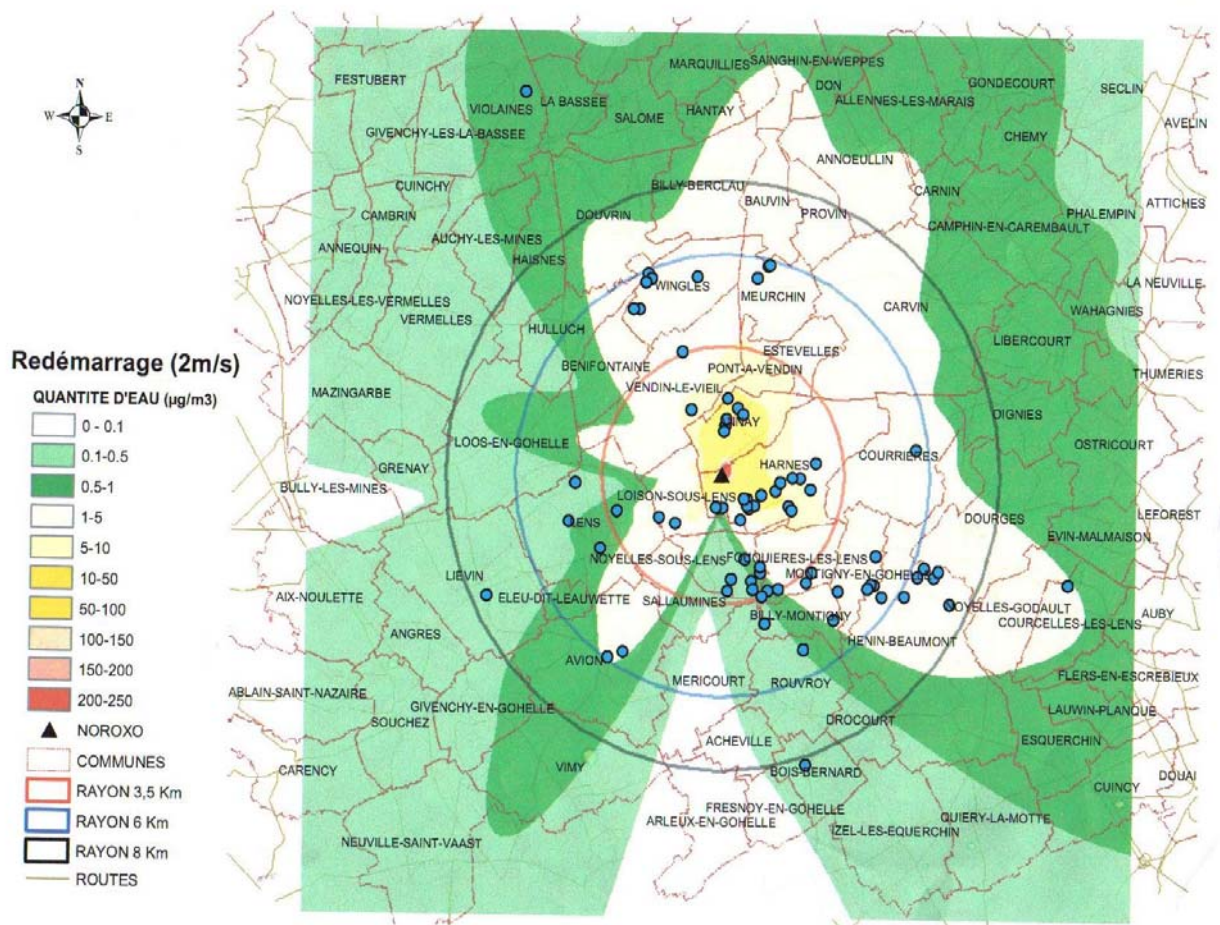 N
W
E
S
Redémarrage (2m/s)
QUANTITE D'EAU (µg/m3)
0 - 0.1
0.1-0.5
0.5-1
1-5
5-10
10-50
50-100
100-150
150-200
200-250
NOROXO
COMMUNES
RAYON 3,5 Km
RAYON 6 Km
RAYON 8 Km
ROUTES
FESTUBERT
VIOLAINES
LA BASSEE
SALOME
MARQUILLIES
SAINGHIN-EN-WEPPES
HANTAY
DON
ALLENNES-LES-MARAIS
GONDECOURT
SECLIN
GIVENCHY-LES-LA-BASSEE
CHEMY
AVELIN
ANNOEULLIN
CUINCHY
BILLY-BERCLAU
CARNIN
BAUVIN
CAMBRIN
DOUVRIN
PROVIN
PHALEMPIN
ATTICHES
CAMPHIN-EN-CAREMBAULT
ANNEQUIN
AUCHY-LES-MINES
HAISNES
LA NEUVILLE
NOYELLES-LES-VERMELLES
WINGLES
MEURCHIN
CARVIN
WAHAGNIES
VERMELLES
HULLUCH
LIBERCOURT
ESTEVELLES
BENIFONTAINE
PONT-A-VENDIN
THUMERIES
MAZINGARBE
VENDIN-LE-VIEIL
OIGNIES
ANNAY
LOOS-EN-GOHELLE
OSTRICOURT
GRENAY
HARNES
COURRIERES
BULLY-LES-MINES
LOISON-SOUS-LENS
LEFOREST
LENS
DOURGES
EVIN-MALMAISON
NOYELLES-SOUS-LENS
FOUQUIERES-LES-LENS
LIEVIN
MONTIGNY-EN-GOHELLE
AIX-NOULETTE
ELEU-DIT-LEAUWETTE
SALLAUMINES
NOYELLES-GODAULT
AUBY
BILLY-MONTIGNY
COURCELLES-LES-LENS
ANGRES
HENIN-BEAUMONT
AVION
MERICOURT
ROUVROY
FLERS-EN-ESCREBIEUX
ABLAIN-SAINT-NAZAIRE
GIVENCHY-EN-GOHELLE
LAUWIN-PLANQUE
SOUCHEZ
DROCOURT
ACHEVILLE
ESQUERCHIN
CARENCY
VIMY
BOIS-BERNARD
DOUAI
CUINCY
FRESNOY-EN-GOHELLE
ARLEUX-EN-GOHELLE
QUIERY-LA-MOTTE
IZEL-LES-EQUERCHIN
NEUVILLE-SAINT-VAAST